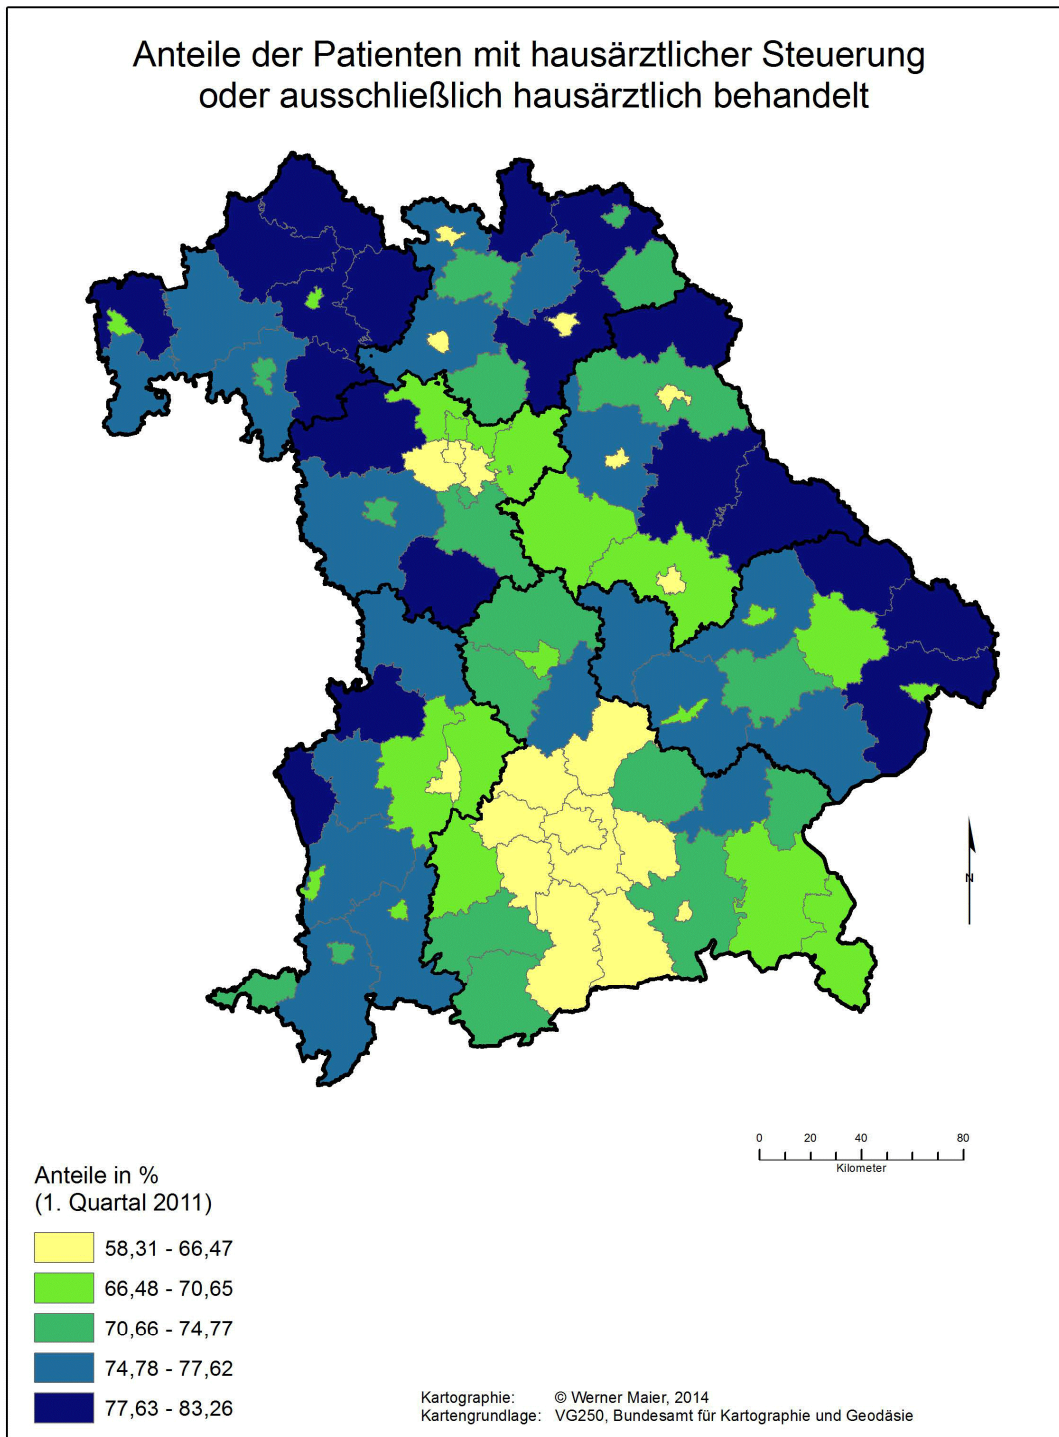 Anteile der Patienten mit hausärztlicher Steuerung
oder ausschließlich hausärztlich behandelt
N
0 20 40 80
Kilometer
Anteile in %
(1. Quartal 2011)
58,31 - 66,47
66,48 - 70,65
70,66 - 74,77
74,78 - 77,62
77,63 - 83,26
Kartographie: © Werner Maier, 2014
Kartengrundlage: VG250, Bundesamt für Kartographie und Geodäsie